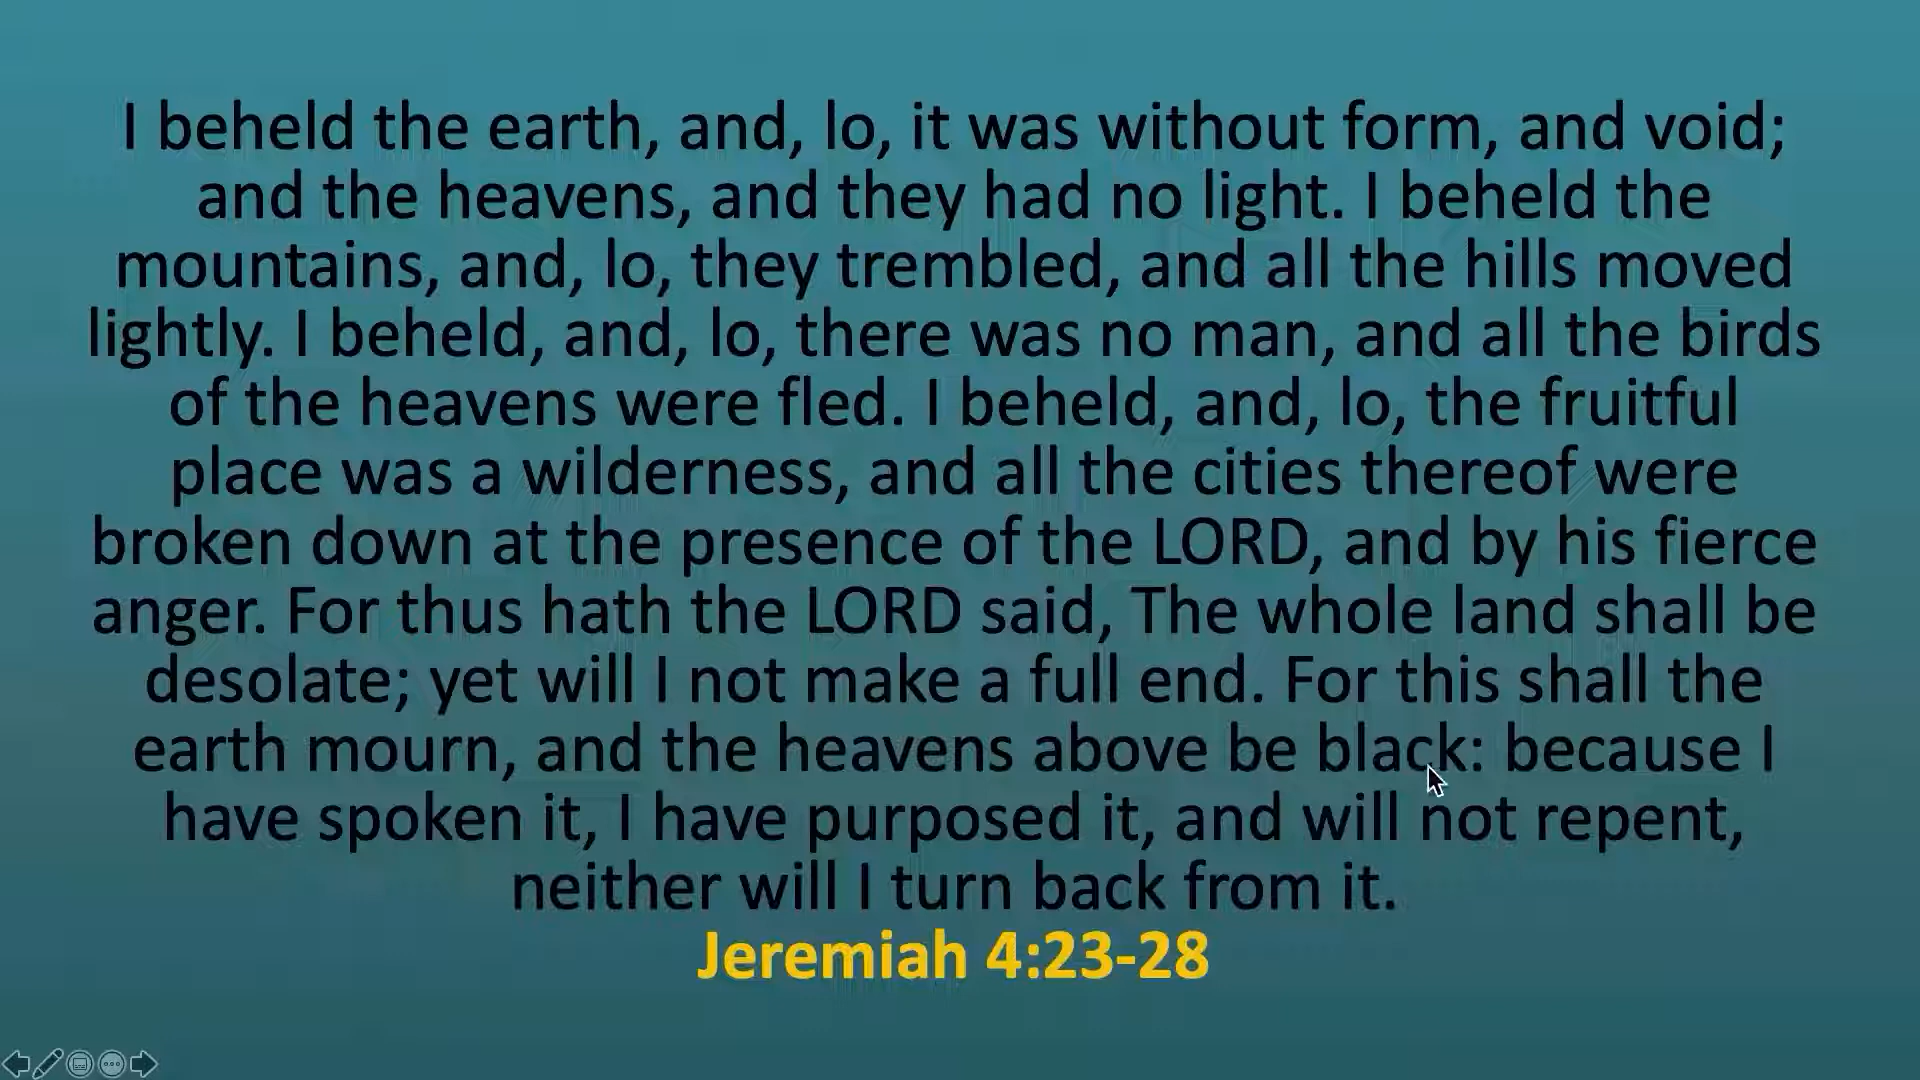 I beheld the earth, and, lo, it was without form, and void;
and the heavens, and they had no light. I beheld the
mountains, and, lo, they trembled, and all the hills moved
lightly. I beheld, and, lo, there was no man, and all the birds
of the heavens were fled. I beheld, and, lo, the fruitful
place was a wilderness, and all the cities thereof were
broken down at the presence of the LORD, and by his fierce
anger. For thus hath the LORD said, The whole land shall be
desolate; yet will I not make a full end. For this shall the
earth mourn, and the heavens above be black: because I
have spoken it, I have purposed it, and will not repent,
neither will I turn back from it.
Jeremiah 4:23-28